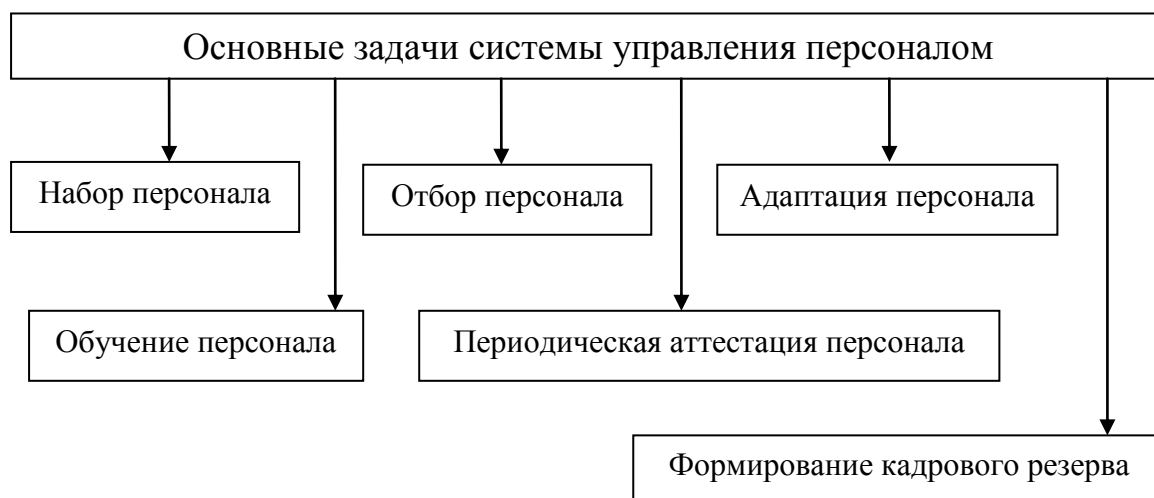 Основные задачи системы управления персоналом
Набор персонала
Отбор персонала
Адаптация персонала
Обучение персонала
Периодическая аттестация персонала
Формирование кадрового резерва